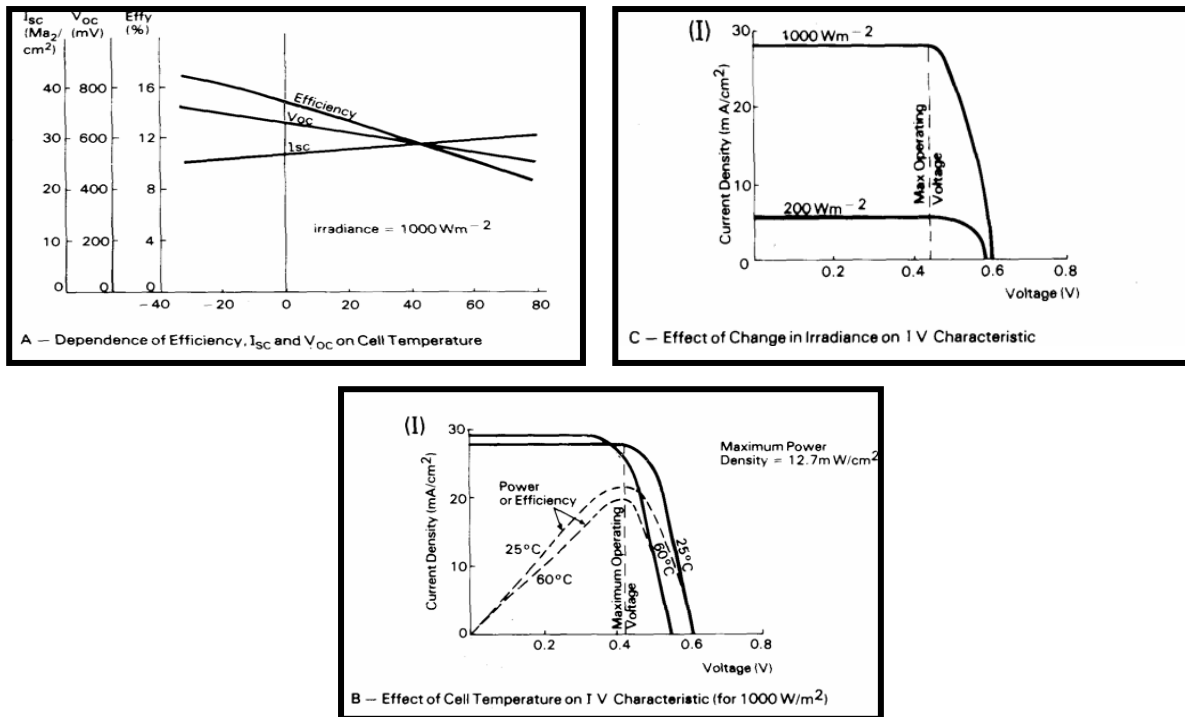 Isc Voc Effy
(Ma2/ (mV) (%)
cm2)
40 800 16
30 600 12
20 400 8
10 200 4
0 0 0
Efficiency
Voc
Isc
irradiance = 1000 Wm-2
-40 -20 0 20 40 60 80
A — Dependence of Efficiency, ISC and VOC on Cell Temperature
(I)
Current Density (m A/cm2)
30
20
10
0
1000 Wm-2
200 Wm-2
Max Operating
Voltage
0.2 0.4 0.6 0.8
Voltage (V)
C — Effect of Change in Irradiance on I V Characteristic
(I)
Current Density (mA/cm2)
30
20
10
0
Power
or Efficiency
25°C
60°C
Maximum Operating
Voltage
60°C
25°C
Maximum Power
Density = 12.7m W/cm2
0.2 0.4 0.6 0.8
Voltage (V)
B — Effect of Cell Temperature on I V Characteristic (for 1000 W/m2)